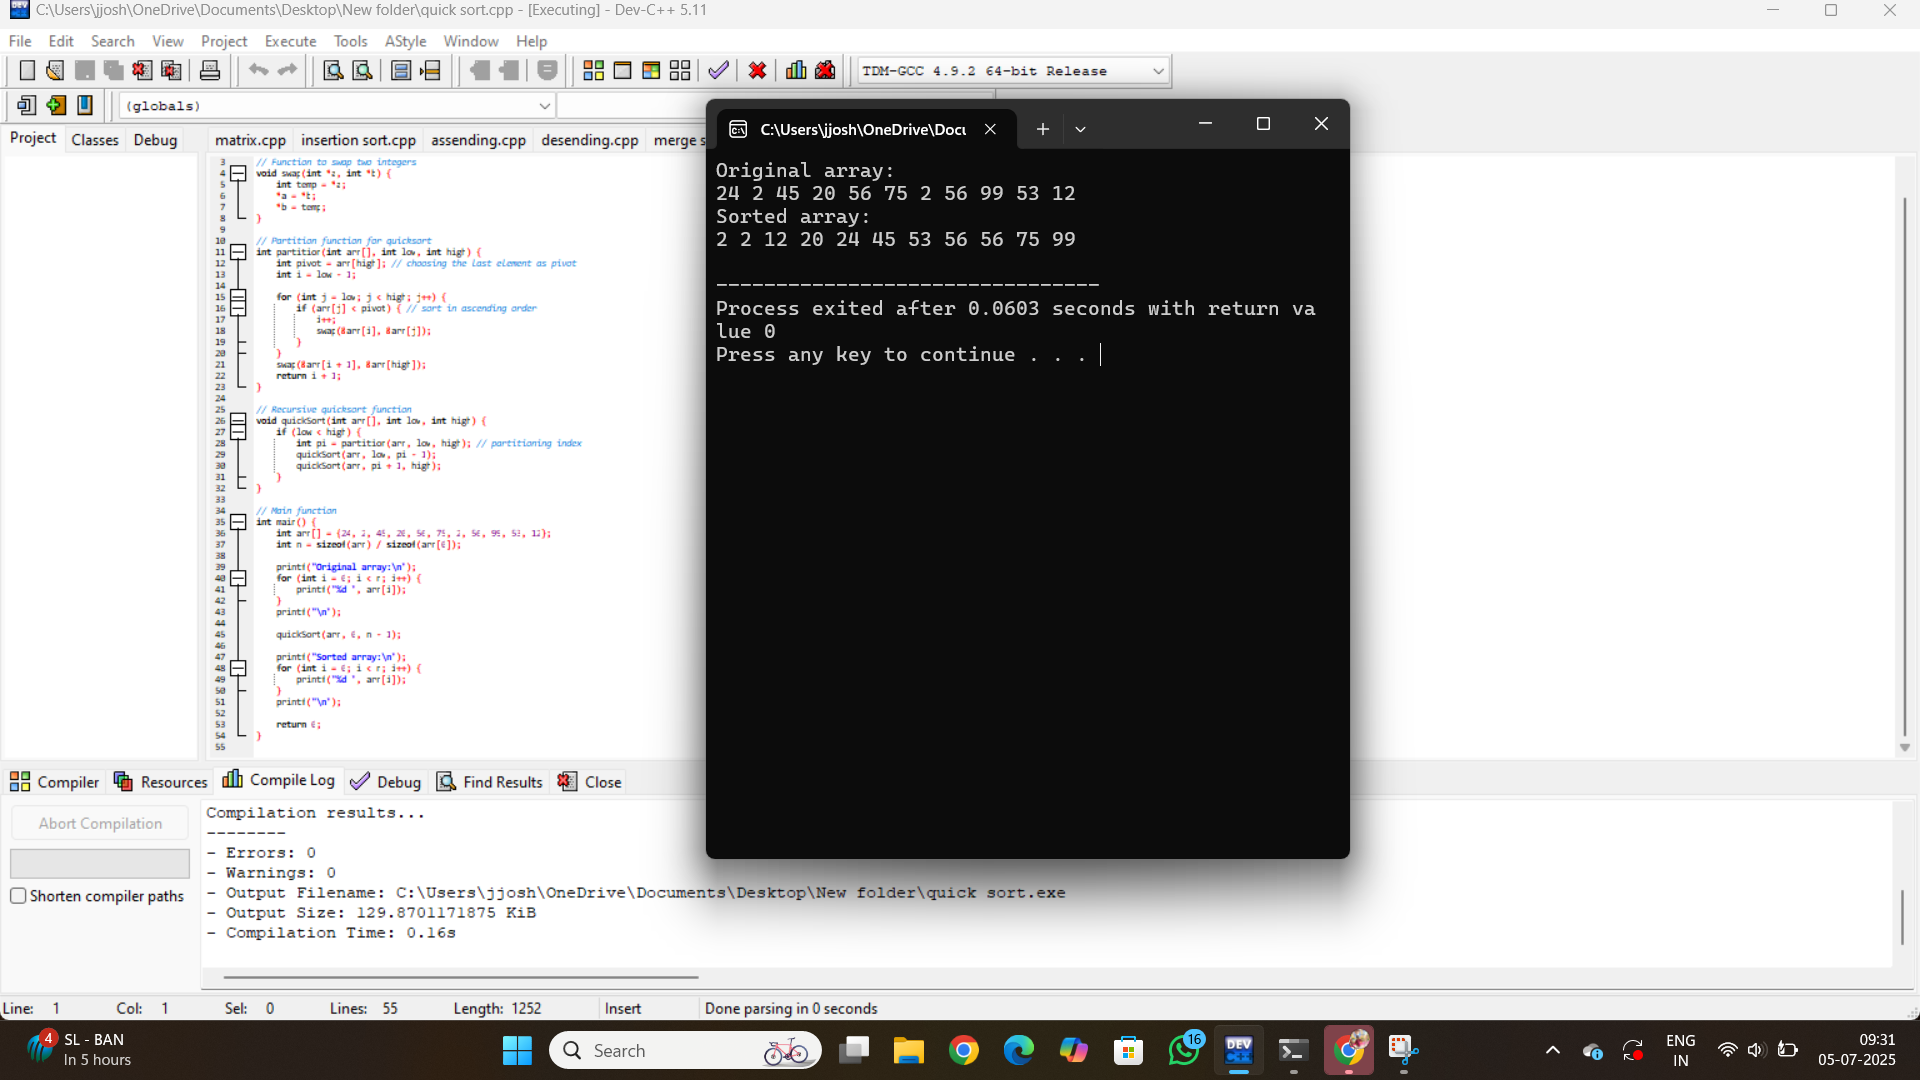 C:\Users\jjosh\OneDrive\Documents\Desktop\New folder\quick sort.cpp - [Executing] - Dev-C++ 5.11
File Edit Search View Project Execute Tools AStyle Window Help
TDM-GCC 4.9.2 64-bit Release
(globals)
Project Classes Debug
matrix.cpp insertion sort.cpp assending.cpp desending.cpp merge s
3 // Function to swap two integers
4 void swap(int *a, int *b) {
5 int temp = *a;
6 *a = *b;
7 *b = temp;
8 }
9
10 // Partition function for quicksort
11 int partition(int arr[], int low, int high) {
12 int pivot = arr[high]; // choosing the last element as pivot
13 int i = low - 1;
14
15 for (int j = low; j < high; j++) {
16 if (arr[j] < pivot) { // sort in ascending order
17 i++;
18 swap(&arr[i], &arr[j]);
19 }
20 }
21 swap(&arr[i + 1], &arr[high]);
22 return i + 1;
23 }
24
25 // Recursive quicksort function
26 void quickSort(int arr[], int low, int high) {
27 if (low < high) {
28 int pi = partition(arr, low, high); // partitioning index
29 quickSort(arr, low, pi - 1);
30 quickSort(arr, pi + 1, high);
31 }
32 }
33
34 // Main function
35 int main() {
36 int arr[] = {24, 2, 45, 20, 56, 75, 2, 56, 99, 53, 12};
37 int n = sizeof(arr) / sizeof(arr[0]);
38
39 printf("Original array:\n");
40 for (int i = 0; i < n; i++) {
41 printf("%d ", arr[i]);
42 }
43 printf("\n");
44
45 quickSort(arr, 0, n - 1);
46
47 printf("Sorted array:\n");
48 for (int i = 0; i < n; i++) {
49 printf("%d ", arr[i]);
50 }
51 printf("\n");
52
53 return 0;
54 }
55
C:\Users\jjosh\OneDrive\Docu
Original array:
24 2 45 20 56 75 2 56 99 53 12
Sorted array:
2 2 12 20 24 45 53 56 56 75 99
--------------------------------
Process exited after 0.0603 seconds with return va
lue 0
Press any key to continue . . .
Compiler Resources Compile Log Debug Find Results Close
Abort Compilation
Shorten compiler paths
Compilation results...
--------
- Errors: 0
- Warnings: 0
- Output Filename: C:\Users\jjosh\OneDrive\Documents\Desktop\New folder\quick sort.exe
- Output Size: 129.8701171875 KiB
- Compilation Time: 0.16s
Line: 1 Col: 1 Sel: 0 Lines: 55 Length: 1252 Insert Done parsing in 0 seconds
4
SL - BAN
In 5 hours
Search
16
DEV
C++
ENG
IN
09:31
05-07-2025